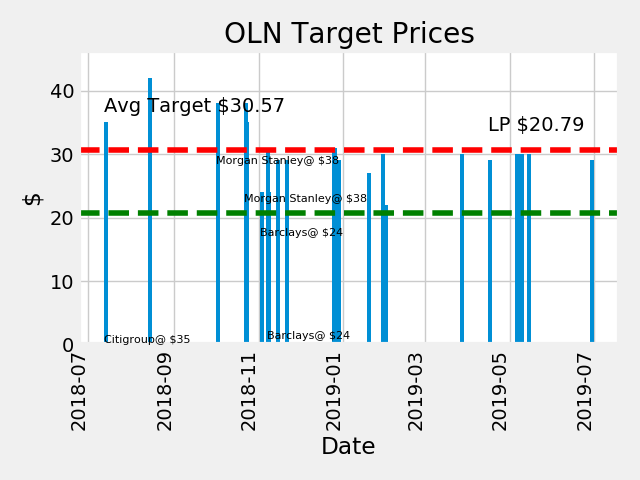 OLN Target Prices
40
Avg Target $30.57
LP $20.79
30
Morgan Stanley@ $38
Morgan Stanley@ $38
20
Barclays@ $24
10
Barclays@ $24
Citigroup@ $35
0
$
2018-07
2018-09
2018-11
2019-01
2019-03
2019-05
2019-07
Date